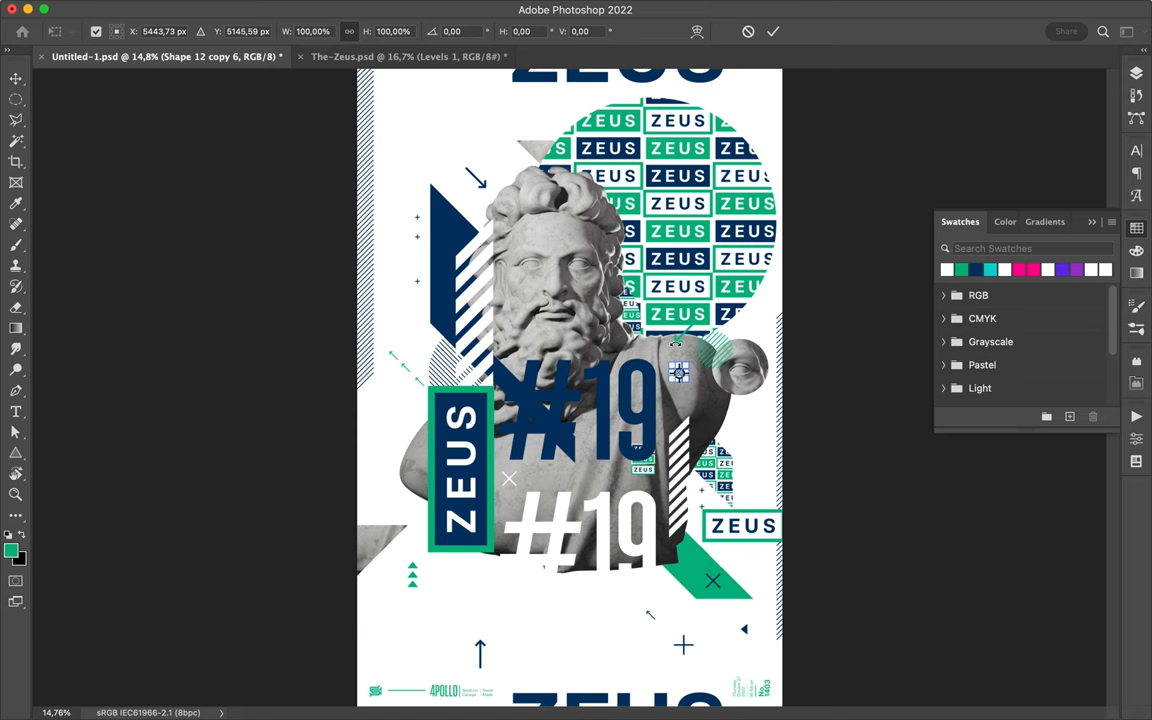 Adobe Photoshop 2022
X: 5443,73 px
Y: 5145,59 px
W: 100,00%
H: 100,00%
0,00 °
H: 0,00 °
V: 0,00 °
Share
Untitled-1.psd @ 14,8% (Shape 12 copy 6, RGB/8) *
The-Zeus.psd @ 16,7% (Levels 1, RGB/8#) *
ZEUS
ZEUS ZEUS
ZEUS ZEUS
ZEUS
ZEUS
ZEUS
ZEUS ZEUS
ZEUS
ZEUS
ZEUS
ZEUS
#19
ZEUS
ZEUS
#19
ZEUS
4POLLO
No. 1403
ZEUS
Swatches
Color
Gradients
Search Swatches
RGB
CMYK
Grayscale
Pastel
Light
14,76%
sRGB IEC61966-2.1 (8bpc)